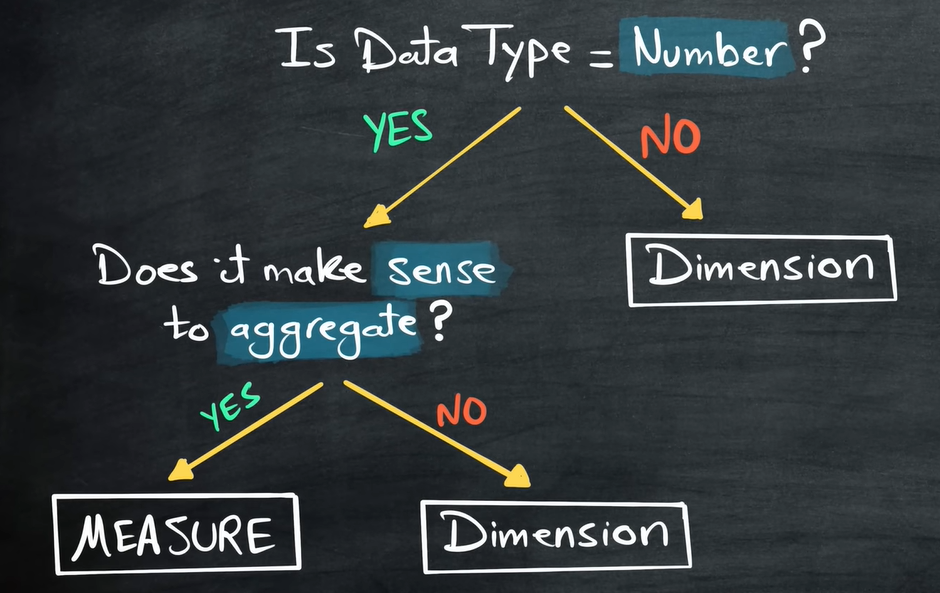 Is Data Type = Number?
YES
NO
Does it make sense
to aggregate?
Dimension
YES
NO
MEASURE
Dimension